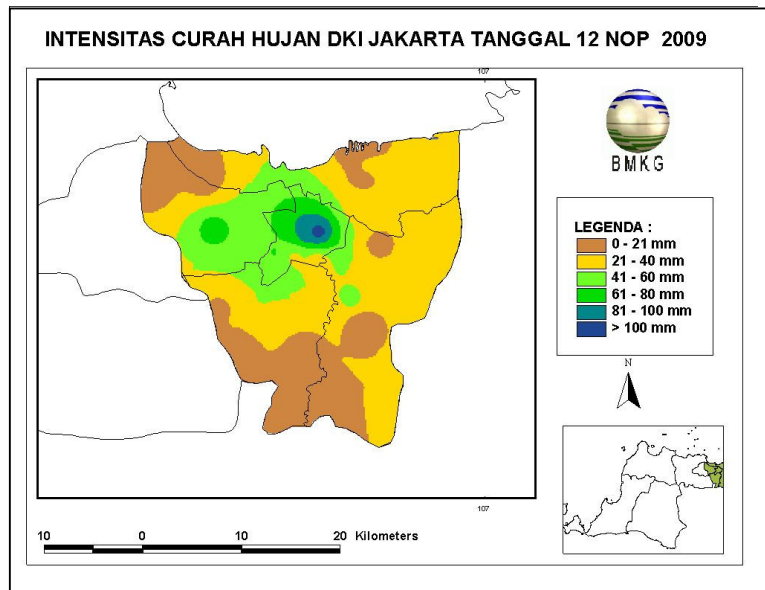 INTENSITAS CURAH HUJAN DKI JAKARTA TANGGAL 12 NOP 2009
107
BMKG
LEGENDA :
0 - 21 mm
21 - 40 mm
41 - 60 mm
61 - 80 mm
81 - 100 mm
> 100 mm
N
107
10 0 10 20 Kilometers